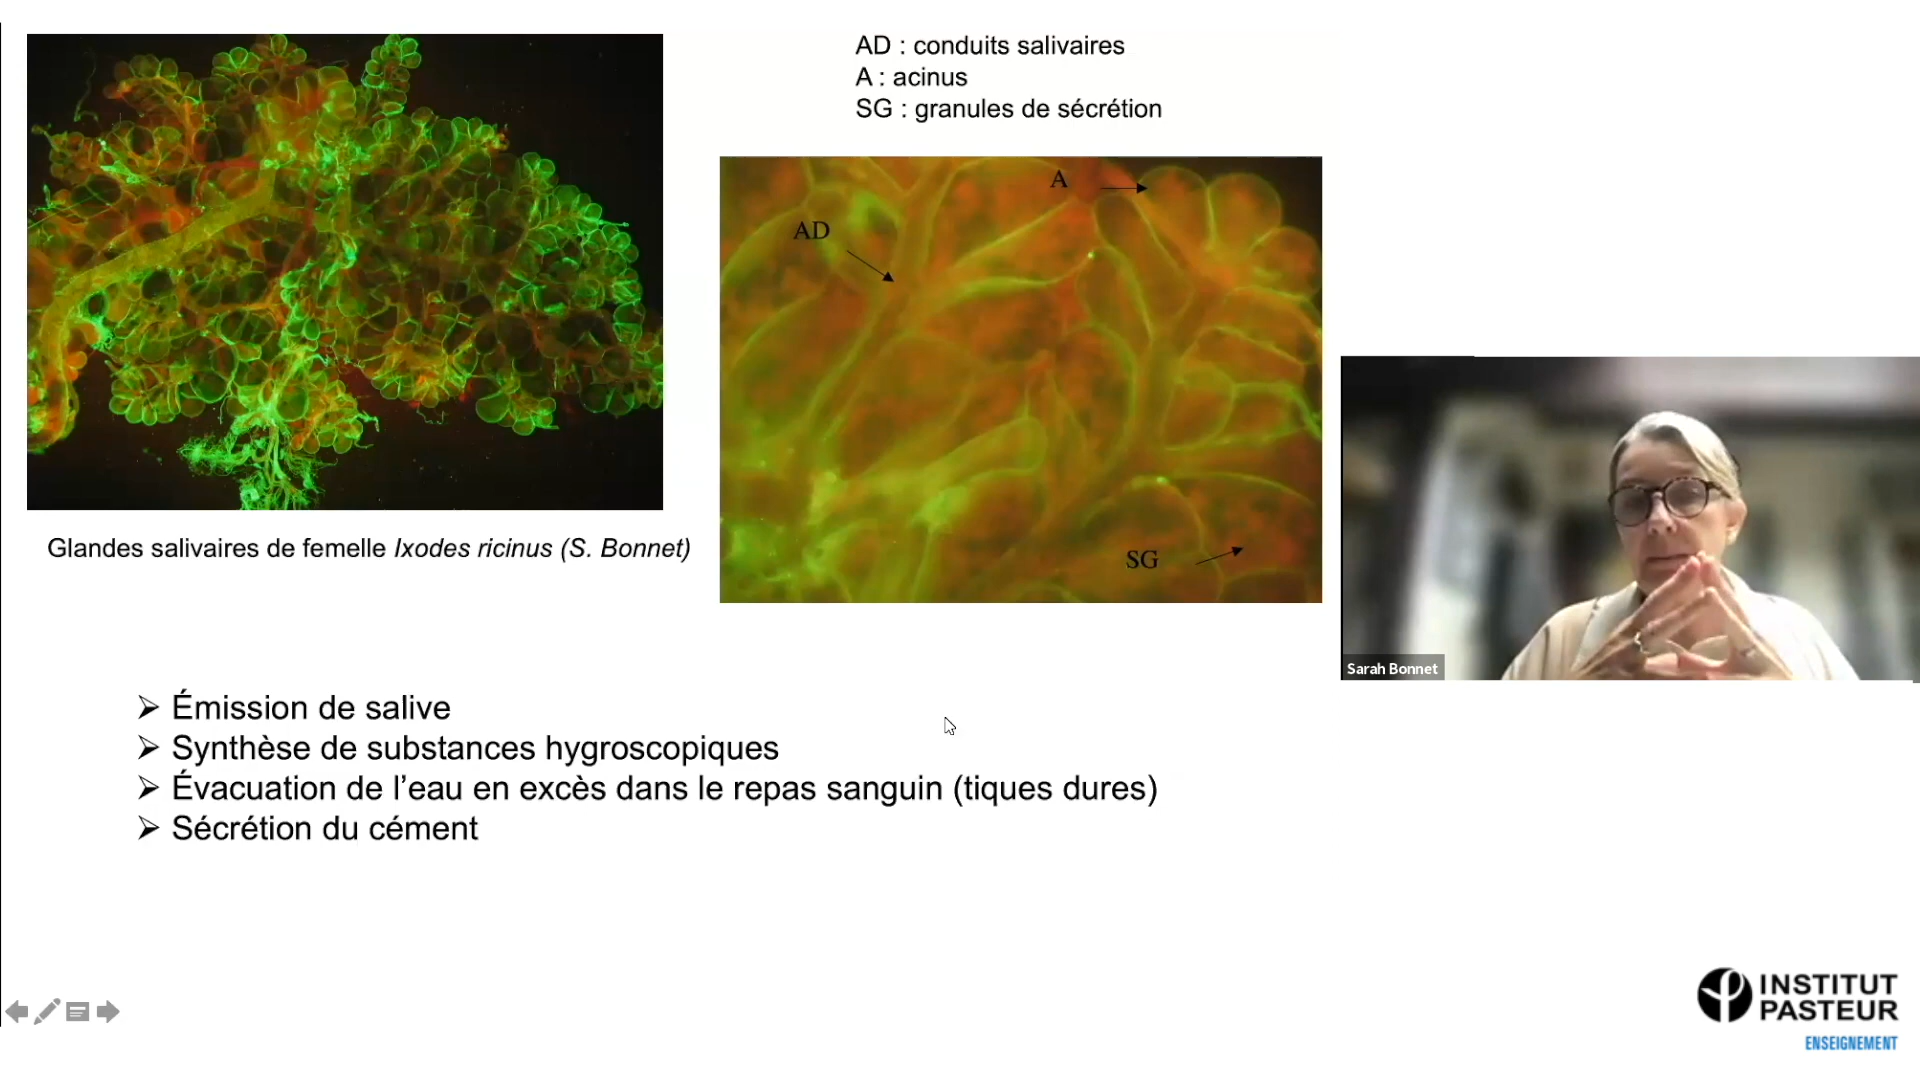 AD : conduits salivaires
A : acinus
SG : granules de sécrétion
A
AD
SG
Glandes salivaires de femelle Ixodes ricinus (S. Bonnet)
Sarah Bonnet
➢ Émission de salive
➢ Synthèse de substances hygroscopiques
➢ Évacuation de l’eau en excès dans le repas sanguin (tiques dures)
➢ Sécrétion du cément
INSTITUT
PASTEUR
ENSEIGNEMENT